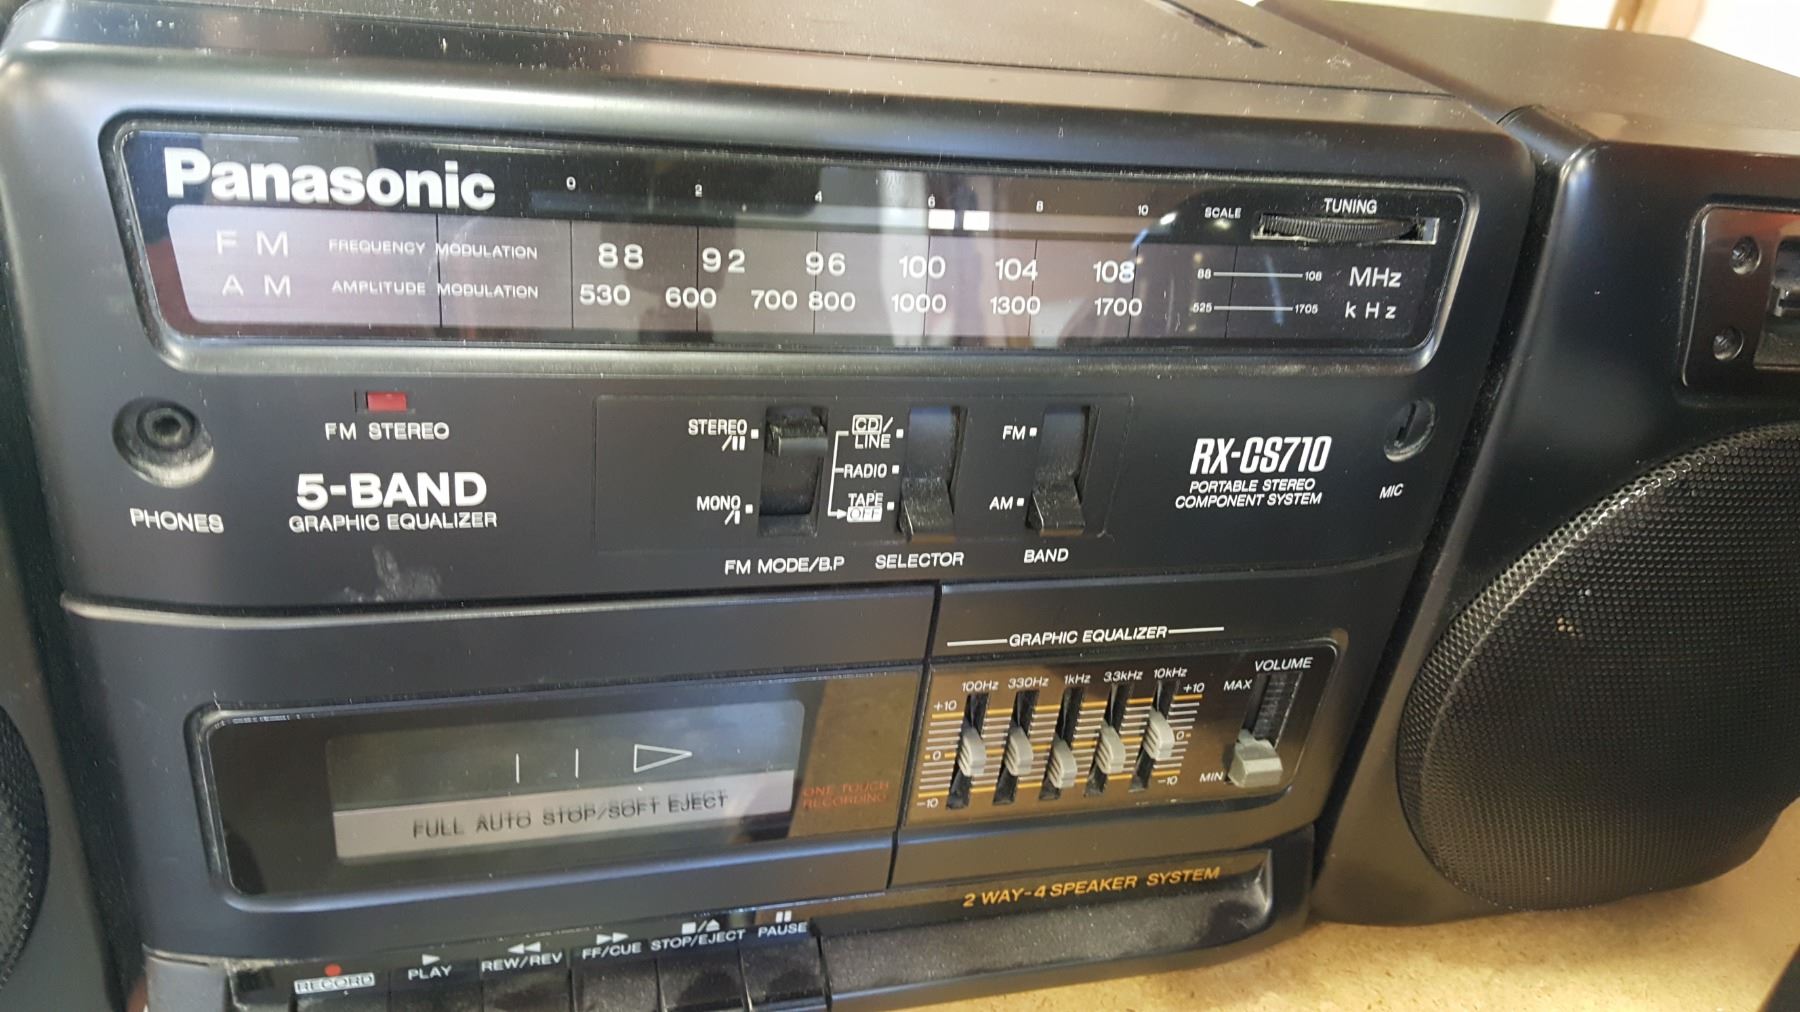 Panasonic
0 2 4 6 8 10 SCALE TUNING
FM FREQUENCY MODULATION 88 92 96 100 104 108 88 108 MHz
AM AMPLITUDE MODULATION 530 600 700 800 1000 1300 1700 525 1705 kHz
FM STEREO
PHONES
5-BAND
GRAPHIC EQUALIZER
STEREO
/II
MONO
/I
FM MODE/B.P
CD/
LINE
RADIO
TAPE
OFF
SELECTOR
FM
AM
BAND
RX-CS710
PORTABLE STEREO
COMPONENT SYSTEM
MIC
GRAPHIC EQUALIZER
100Hz 330Hz 1kHz 3.3kHz 10kHz
+10 +10
0 0
-10 -10
VOLUME
MAX
MIN
FULL AUTO STOP/SOFT EJECT
ONE TOUCH
RECORDING
2 WAY-4 SPEAKER SYSTEM
RECORD PLAY REW/REV FF/CUE STOP/EJECT PAUSE